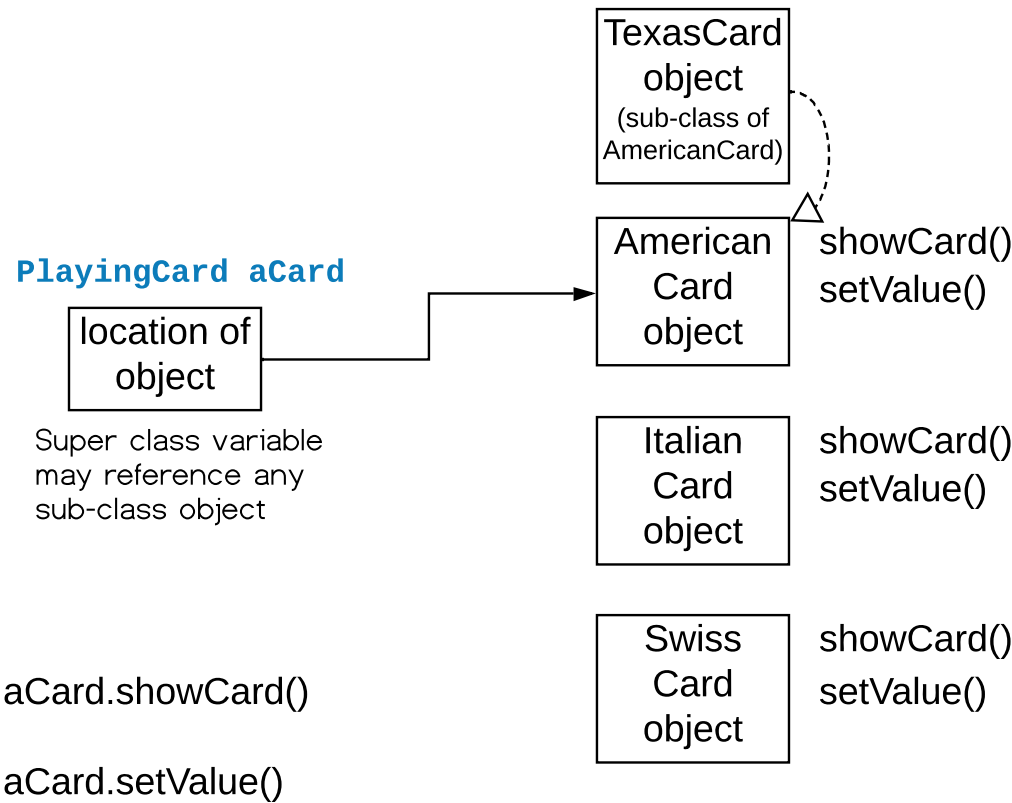 TexasCard
object
(sub-class of
AmericanCard)
PlayingCard aCard
location of
object
Super class variable
may reference any
sub-class object
American
Card
object
showCard()
setValue()
Italian
Card
object
showCard()
setValue()
Swiss
Card
object
showCard()
setValue()
aCard.showCard()
aCard.setValue()